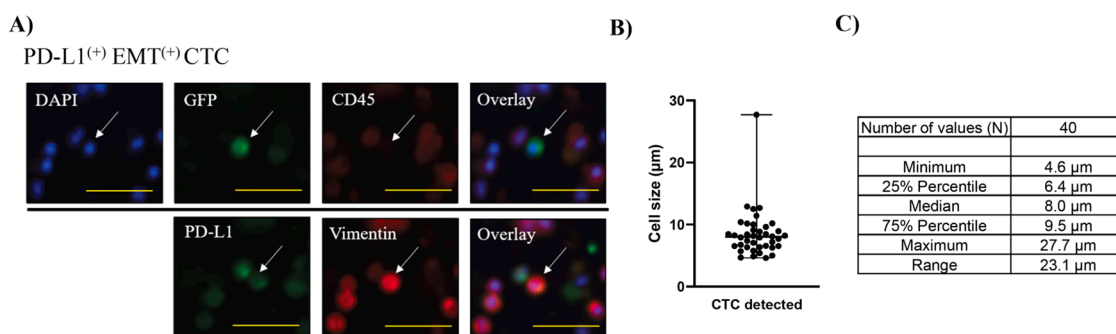 A)
PD-L1(+) EMT(+) CTC
DAPI
GFP
CD45
Overlay
PD-L1
Vimentin
Overlay
B)
Cell size (µm)
30
20
10
0
CTC detected
C)
Number of values (N) 40
Minimum 4.6 µm
25% Percentile 6.4 µm
Median 8.0 µm
75% Percentile 9.5 µm
Maximum 27.7 µm
Range 23.1 µm